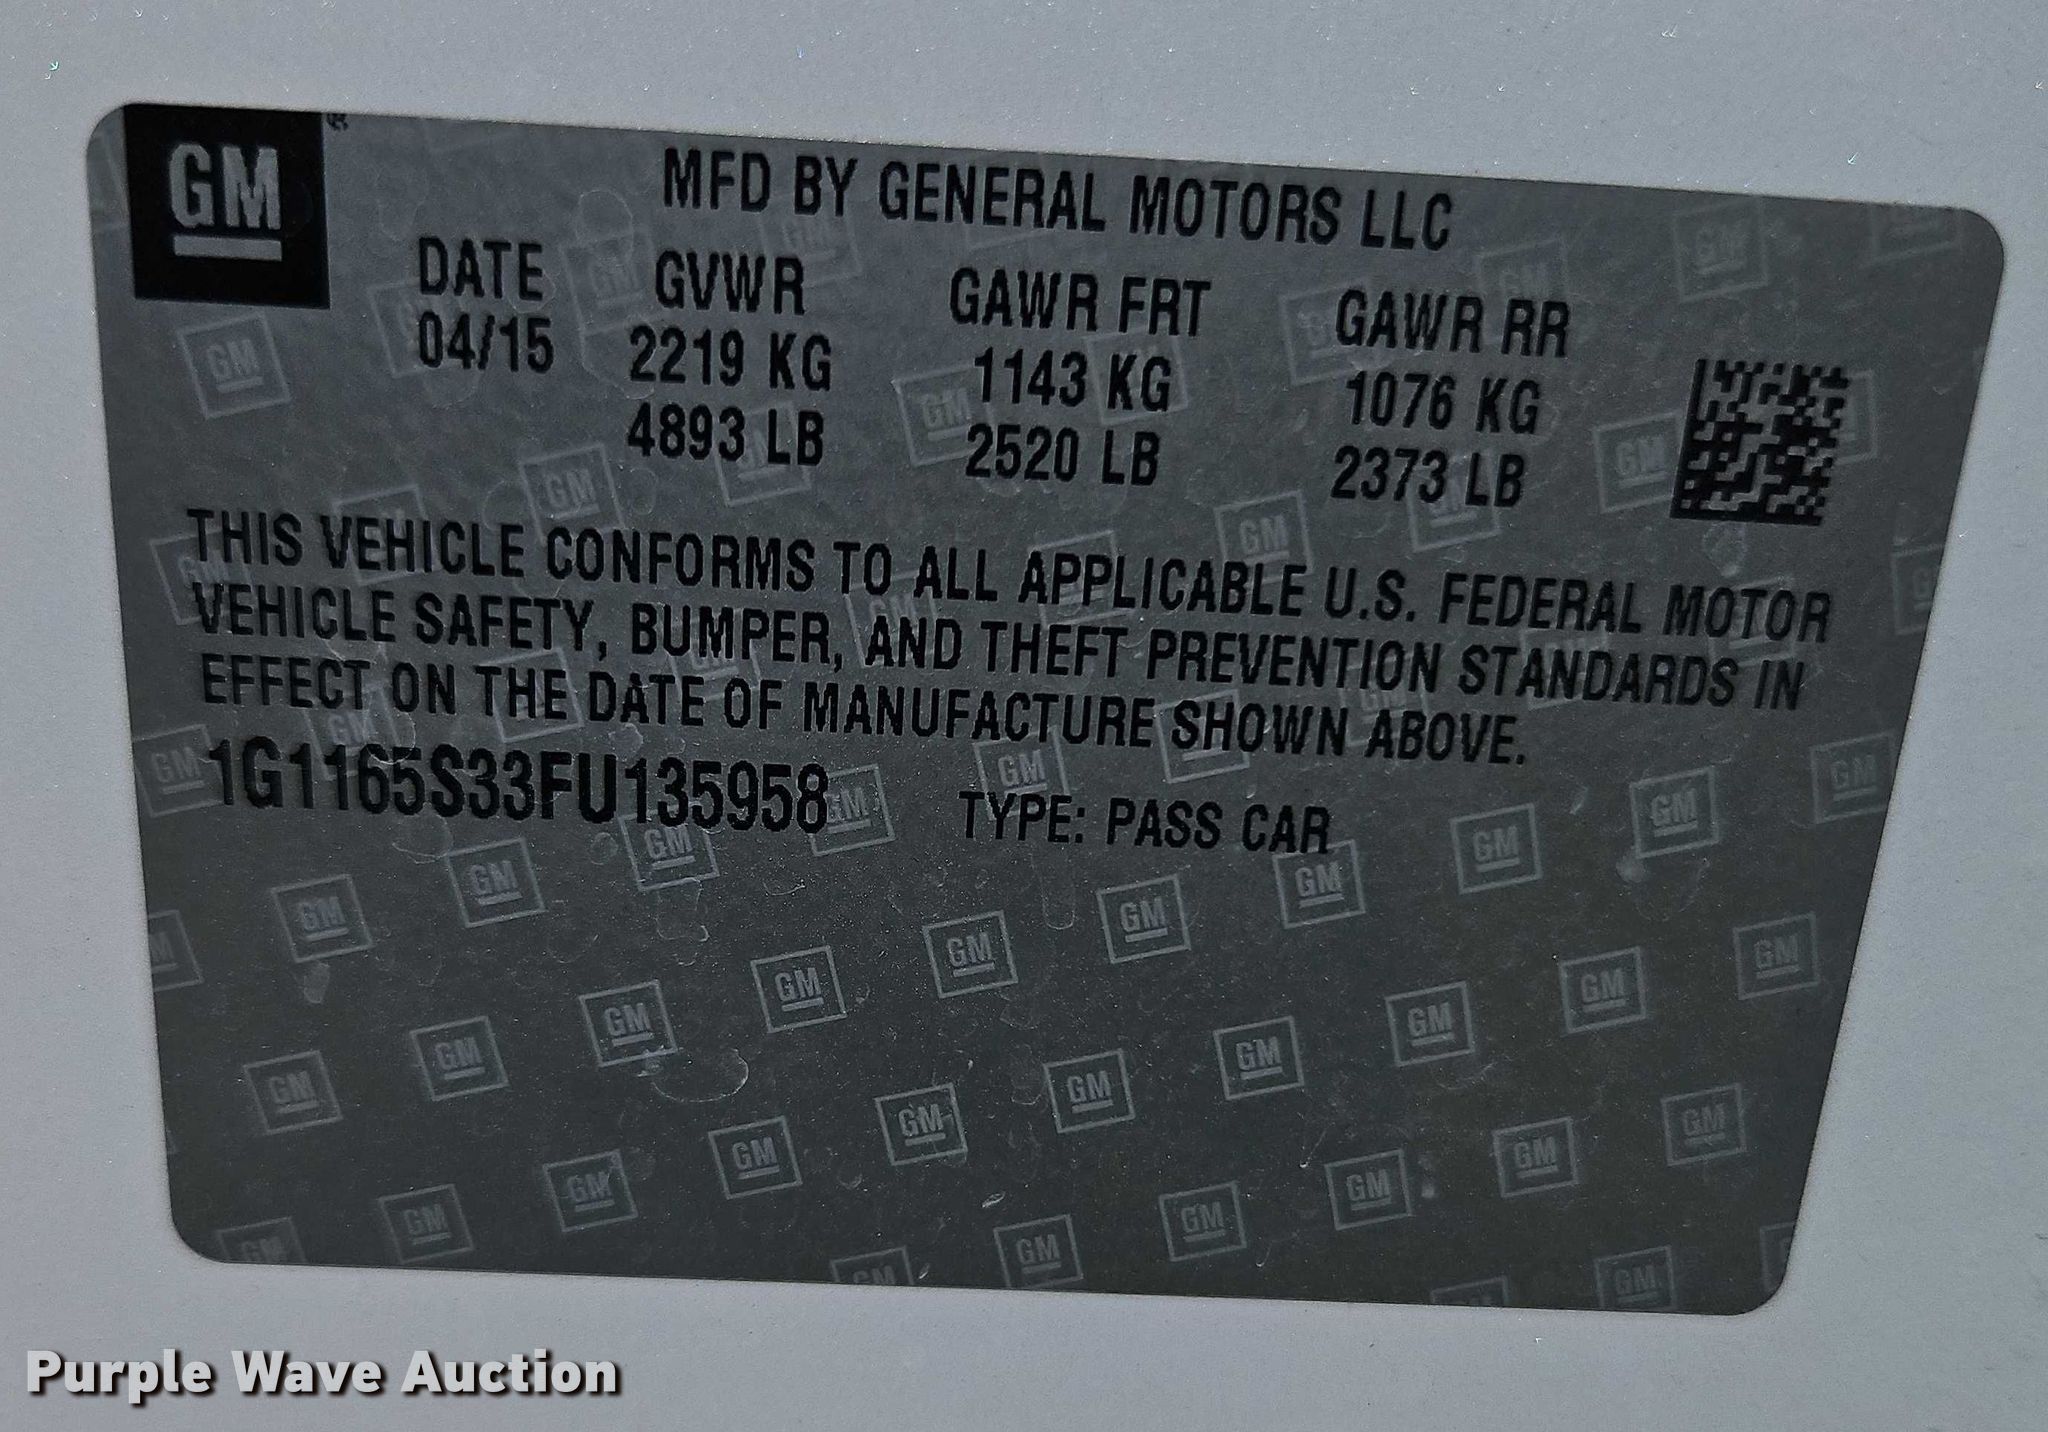 GM
MFD BY GENERAL MOTORS LLC
DATE GVWR GAWR FRT GAWR RR
04/15 2219 KG 1143 KG 1076 KG
4893 LB 2520 LB 2373 LB
THIS VEHICLE CONFORMS TO ALL APPLICABLE U.S. FEDERAL MOTOR
VEHICLE SAFETY, BUMPER, AND THEFT PREVENTION STANDARDS IN
EFFECT ON THE DATE OF MANUFACTURE SHOWN ABOVE.
1G1165S33FU135958 TYPE: PASS CAR
Purple Wave Auction